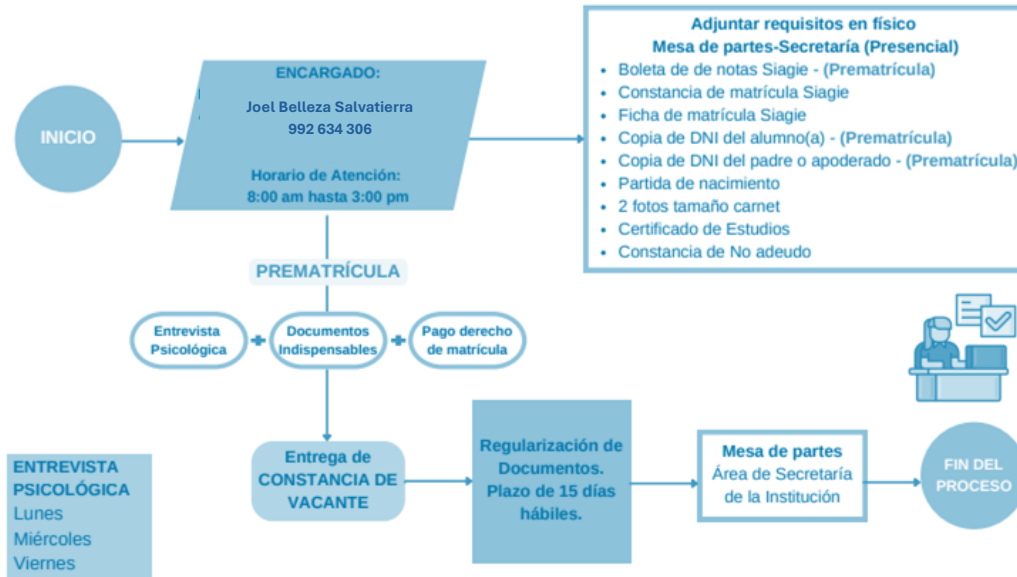 INICIO
ENCARGADO:
Joel Belleza Salvatierra
992 634 306
Horario de Atención:
8:00 am hasta 3:00 pm
Adjuntar requisitos en físico
Mesa de partes-Secretaría (Presencial)
• Boleta de de notas Siagie - (Prematrícula)
• Constancia de matrícula Siagie
• Ficha de matrícula Siagie
• Copia de DNI del alumno(a) - (Prematrícula)
• Copia de DNI del padre o apoderado - (Prematrícula)
• Partida de nacimiento
• 2 fotos tamaño carnet
• Certificado de Estudios
• Constancia de No adeudo
PREMATRÍCULA
Entrevista
Psicológica
+
Documentos
Indispensables
+
Pago derecho
de matrícula
Entrega de
CONSTANCIA DE
VACANTE
Regularización de
Documentos.
Plazo de 15 días
hábiles.
Mesa de partes
Área de Secretaría
de la Institución
FIN DEL
PROCESO
ENTREVISTA
PSICOLÓGICA
Lunes
Miércoles
Viernes